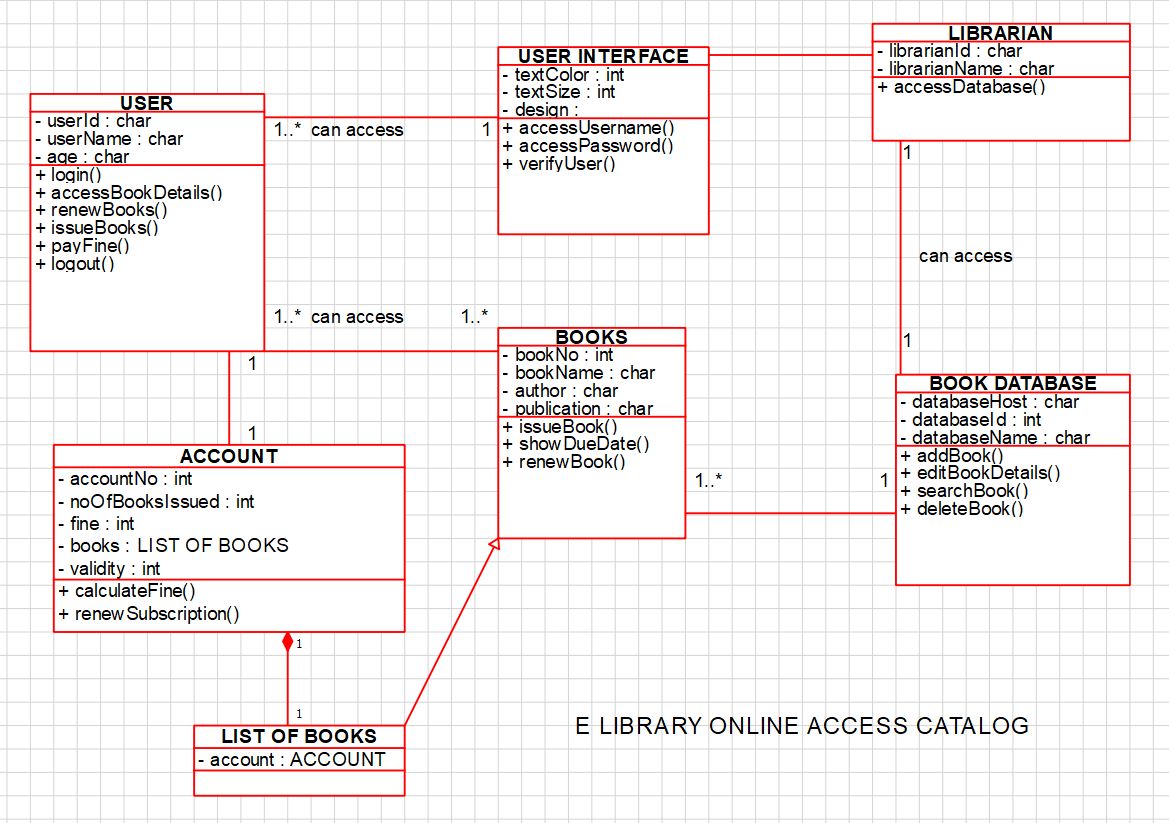 LIBRARIAN
- librarianId : char
- librarianName : char
+ accessDatabase()
USER INTERFACE
- textColor : int
- textSize : int
- design :
+ accessUsername()
+ accessPassword()
+ verifyUser()
USER
- userId : char
- userName : char
- age : char
+ login()
+ accessBookDetails()
+ renewBooks()
+ issueBooks()
+ payFine()
+ logout()
1..* can access 1
1
can access
1
1..* can access 1..*
BOOKS
- bookNo : int
- bookName : char
- author : char
- publication : char
+ issueBook()
+ showDueDate()
+ renewBook()
BOOK DATABASE
- databaseHost : char
- databaseId : int
- databaseName : char
+ addBook()
+ editBookDetails()
+ searchBook()
+ deleteBook()
1..* 1
1
1
ACCOUNT
- accountNo : int
- noOfBooksIssued : int
- fine : int
- books : LIST OF BOOKS
- validity : int
+ calculateFine()
+ renewSubscription()
1
1
LIST OF BOOKS
- account : ACCOUNT
E LIBRARY ONLINE ACCESS CATALOG